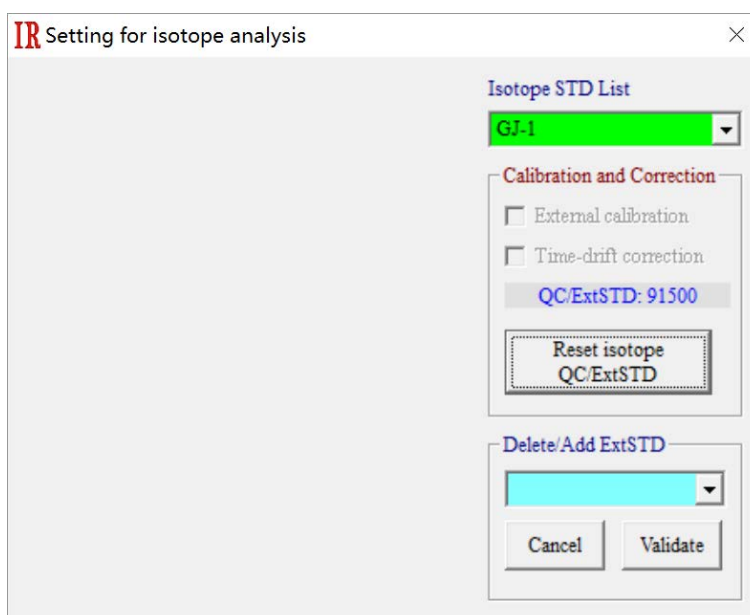 IR Setting for isotope analysis
Isotope STD List
GJ-1
Calibration and Correction
External calibration
Time-drift correction
QC/ExtSTD: 91500
Reset isotope
QC/ExtSTD
Delete/Add ExtSTD
Cancel Validate